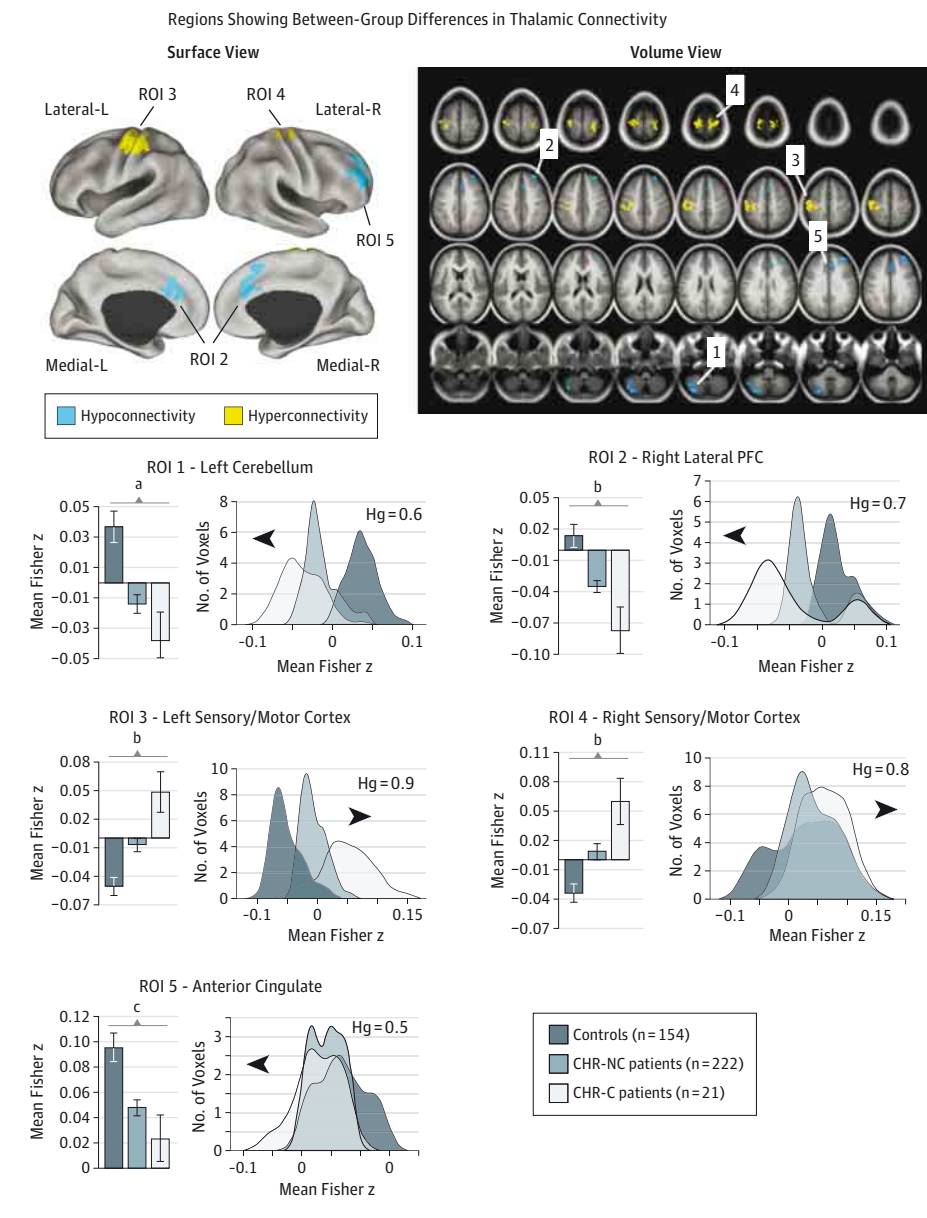 Regions Showing Between-Group Differences in Thalamic Connectivity
Surface View
Volume View
Lateral-L
ROI 3
ROI 4
Lateral-R
ROI 5
Medial-L
ROI 2
Medial-R
4
2
3
5
1
Hypoconnectivity
Hyperconnectivity
ROI 1 - Left Cerebellum
a
Mean Fisher z
0.05
0.03
0.01
−0.01
−0.03
−0.05
No. of Voxels
8
6
4
2
0
Hg = 0.6
-0.1
0
0.1
Mean Fisher z
ROI 2 - Right Lateral PFC
b
Mean Fisher z
0.05
0.02
−0.01
−0.04
−0.07
−0.10
No. of Voxels
7
6
5
4
3
2
1
0
Hg = 0.7
-0.1
0
0.1
Mean Fisher z
ROI 3 - Left Sensory/Motor Cortex
b
Mean Fisher z
0.08
0.05
0.02
−0.01
−0.04
−0.07
No. of Voxels
10
8
6
4
2
0
Hg = 0.9
-0.1
0
0.15
Mean Fisher z
ROI 4 - Right Sensory/Motor Cortex
b
Mean Fisher z
0.11
0.08
0.05
0.02
−0.01
−0.04
−0.07
No. of Voxels
10
8
6
4
2
0
Hg = 0.8
-0.1
0
0.15
Mean Fisher z
ROI 5 - Anterior Cingulate
c
Mean Fisher z
0.12
0.10
0.08
0.06
0.04
0.02
0
No. of Voxels
3
2
1
0
Hg = 0.5
-0.1
0
0
Mean Fisher z
Controls (n = 154)
CHR-NC patients (n = 222)
CHR-C patients (n = 21)